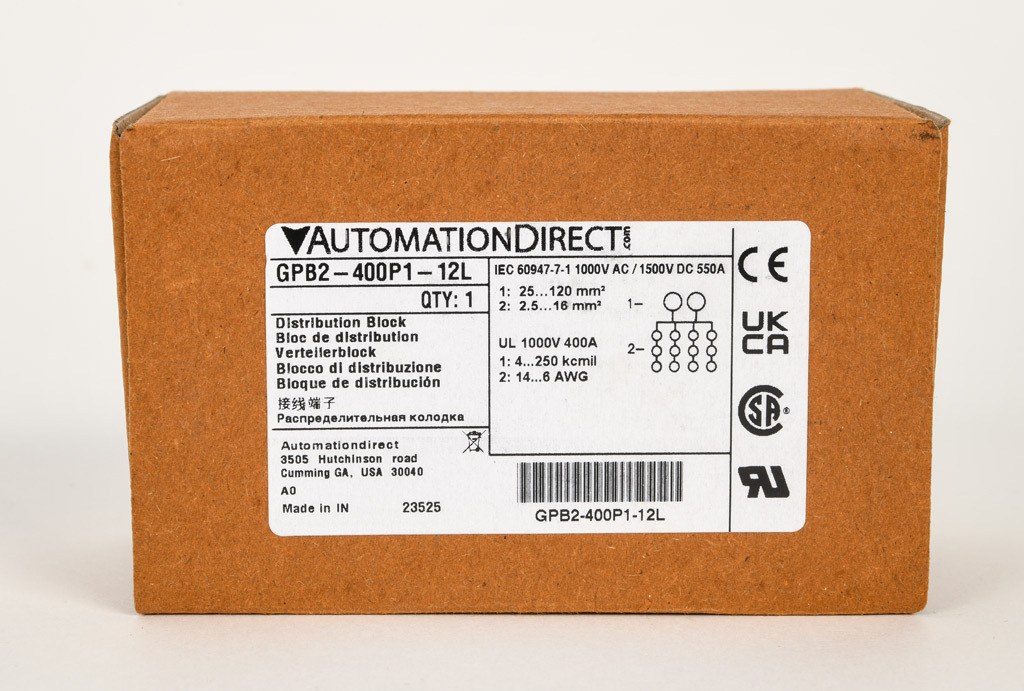 AUTOMATIONDIRECT.com
GPB2-400P1-12L
QTY: 1
Distribution Block
Bloc de distribution
Verteilerblock
Blocco di distribuzione
Bloque de distribución
接线端子
Распределительная колодка
Automationdirect
3505 Hutchinson road
Cumming GA, USA 30040
A0
Made in IN 23525
IEC 60947-7-1 1000V AC / 1500V DC 550A
1: 25...120 mm²
2: 2.5...16 mm²
UL 1000V 400A
1: 4...250 kcmil
2: 14...6 AWG
1-
2-
GPB2-400P1-12L
CE
UK
CA
SA®
RU